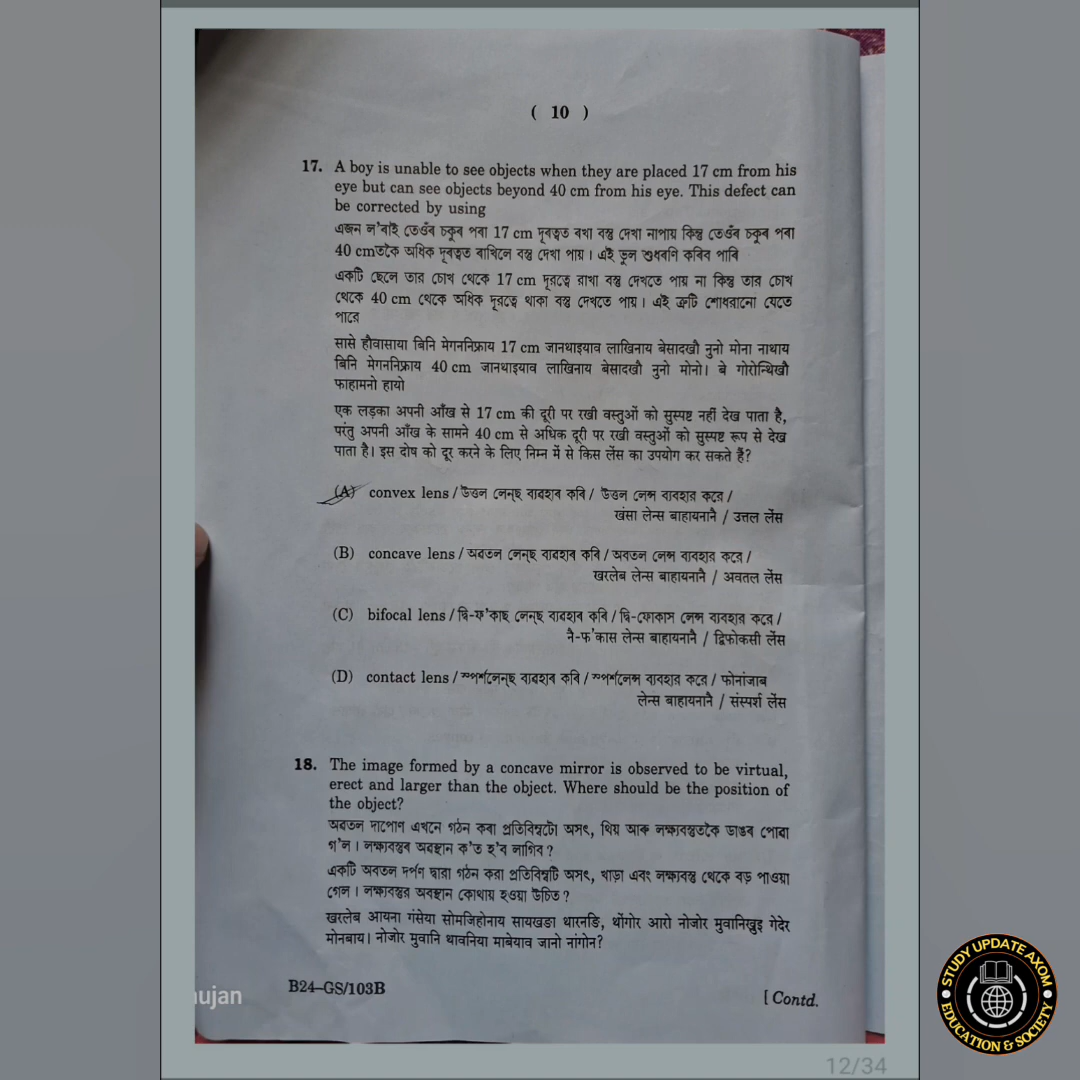 ( 10 )
17. A boy is unable to see objects when they are placed 17 cm from his
eye but can see objects beyond 40 cm from his eye. This defect can
be corrected by using
এজন ল'ৰাই তেওঁৰ চকুৰ পৰা 17 cm দূৰত্বত ৰখা বস্তু দেখা নাপায় কিন্তু তেওঁৰ চকুৰ পৰা
40 cmতকৈ অধিক দূৰত্বত ৰাখিলে বস্তু দেখা পায়। এই ভুল শুধৰণি কৰিব পাৰি
একটি ছেলে তার চোখ থেকে 17 cm দূরত্বে রাখা বস্তু দেখতে পায় না কিন্তু তার চোখ
থেকে 40 cm থেকে অধিক দূরত্বে থাকা বস্তু দেখতে পায়। এই ত্রুটি শোধরানো যেতে
পারে
सासे हौवासाया बिनि मेगननिफ्राय 17 cm जानथाइयाव लाखिनाय बेसादखौ नुनो मोना नाथाय
बिनि मेगननिफ्राय 40 cm जानथाइयाव लाखिनाय बेसादखौ नुनो मोनो। बे गोरोन्थिखौ
फाहामनो हायो
एक लड़का अपनी आँख से 17 cm की दूरी पर रखी वस्तुओं को सुस्पष्ट नहीं देख पाता है,
परंतु अपनी आँख के सामने 40 cm से अधिक दूरी पर रखी वस्तुओं को सुस्पष्ट रूप से देख
पाता है। इस दोष को दूर करने के लिए निम्न में से किस लेंस का उपयोग कर सकते हैं?
(A) convex lens / উত্তল লেন্‌ছ ব্যৱহাৰ কৰি / উত্তল লেন্স ব্যবহার করে /
खंसा लेन्स बाहायनानै / उत्तल लेंस
(B) concave lens / অৱতল লেন্‌ছ ব্যৱহাৰ কৰি / অবতল লেন্স ব্যবহার করে /
खरलेब लेन्स बाहायनानै / अवतल लेंस
(C) bifocal lens / দ্বি-ফ'কাছ লেন্‌ছ ব্যৱহাৰ কৰি / দ্বি-ফোকাস লেন্স ব্যবহার করে /
नै-फ'कास लेन्स बाहायनानै / द्विफोकसी लेंस
(D) contact lens / স্পৰ্শলেন্‌ছ ব্যৱহাৰ কৰি / স্পর্শলেন্স ব্যবহার করে / फोनांजाब
लेन्स बाहायनानै / संस्पर्श लेंस
18. The image formed by a concave mirror is observed to be virtual,
erect and larger than the object. Where should be the position of
the object?
অৱতল দাপোণ এখনে গঠন কৰা প্ৰতিবিম্বটো অসৎ, থিয় আৰু লক্ষ্যবস্তুতকৈ ডাঙৰ পোৱা
গ'ল। লক্ষ্যবস্তুৰ অৱস্থান ক'ত হ'ব লাগিব ?
একটি অবতল দর্পণ দ্বারা গঠন করা প্রতিবিম্বটি অসৎ, খাড়া এবং লক্ষ্যবস্তু থেকে বড় পাওয়া
গেল। লক্ষ্যবস্তুর অবস্থান কোথায় হওয়া উচিত ?
खरलेब आयना गंसेया सोमजिहोनाय सायखङा थारनङि, थोंगोर आरो नोजोर मुवानिखुइ गेदेर
मोनबाय। नोजोर मुवानि थावनिया माबेयाव जानो नांगोन?
B24–GS/103B
[ Contd.
ujan
12/34
STUDY UPDATE AXOM
EDUCATION & SOCIETY